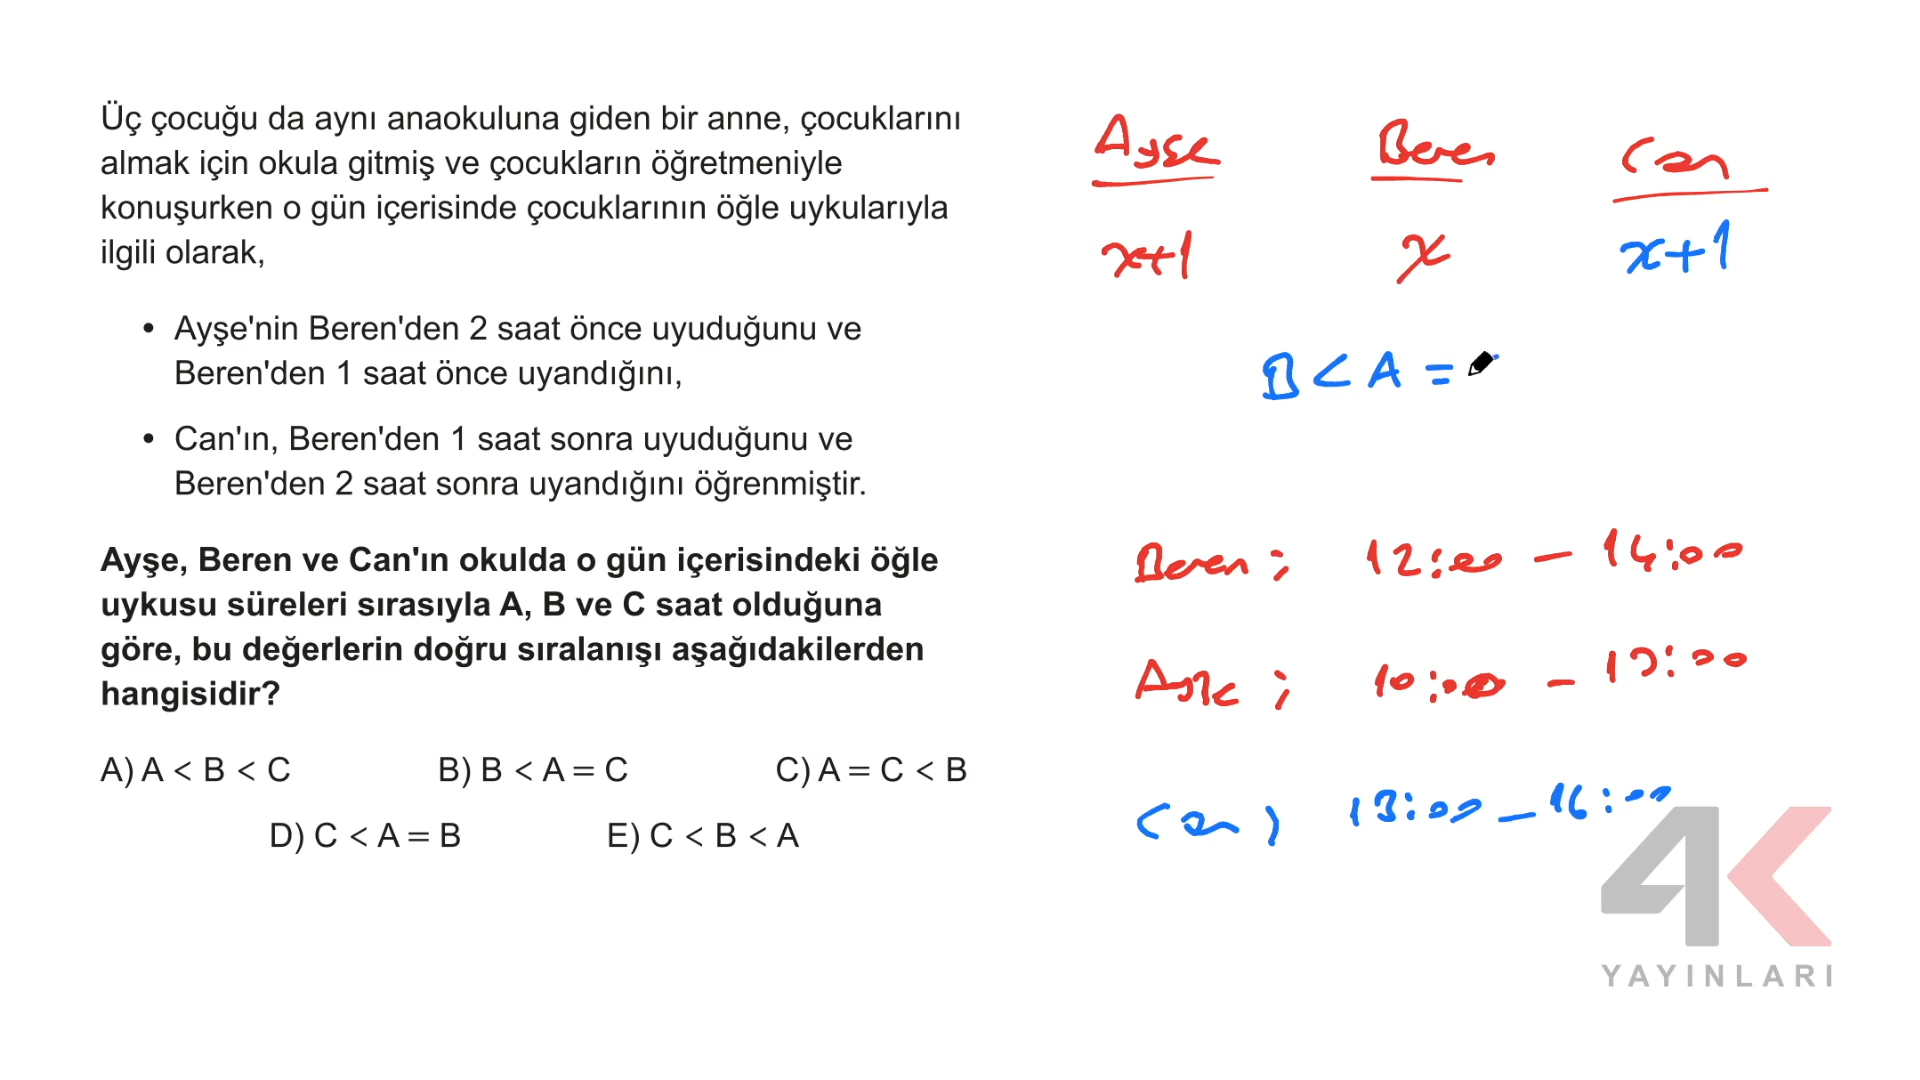 Üç çocuğu da aynı anaokuluna giden bir anne, çocuklarını
almak için okula gitmiş ve çocukların öğretmeniyle
konuşurken o gün içerisinde çocuklarının öğle uykularıyla
ilgili olarak,
• Ayşe'nin Beren'den 2 saat önce uyuduğunu ve
Beren'den 1 saat önce uyandığını,
• Can'ın, Beren'den 1 saat sonra uyuduğunu ve
Beren'den 2 saat sonra uyandığını öğrenmiştir.
Ayşe, Beren ve Can'ın okulda o gün içerisindeki öğle
uykusu süreleri sırasıyla A, B ve C saat olduğuna
göre, bu değerlerin doğru sıralanışı aşağıdakilerden
hangisidir?
A) A < B < C B) B < A = C C) A = C < B
D) C < A = B E) C < B < A
Ayşe Beren Can
x+1 x x+1
B < A =
Beren ; 12:00 - 14:00
Ayşe ; 10:00 - 13:00
Can ; 13:00 - 16:00
4K
YAYINLARI